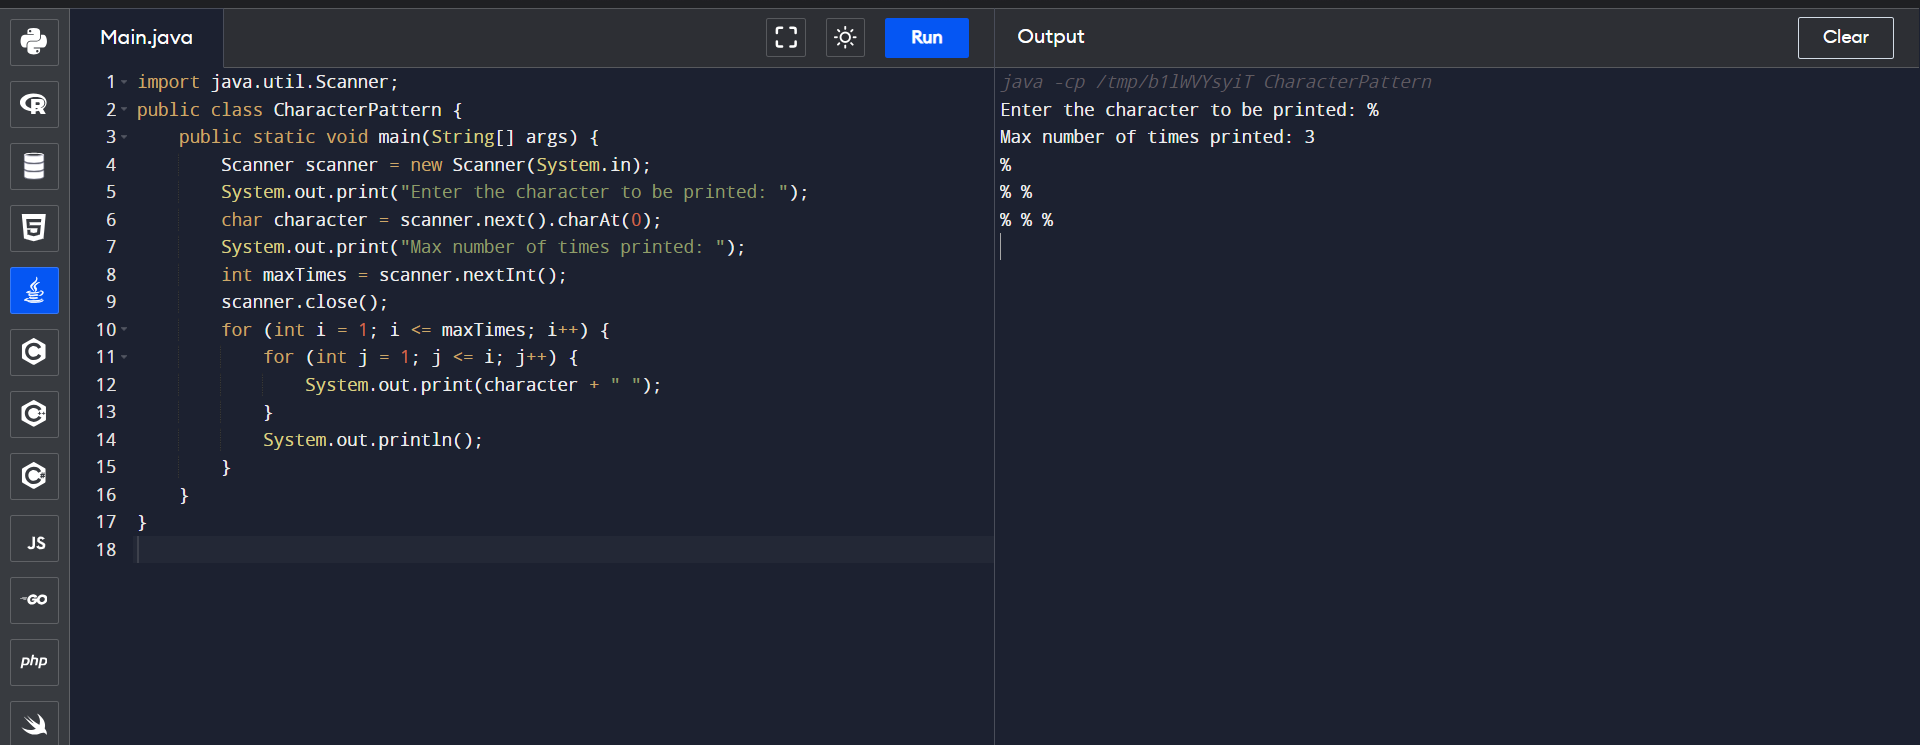 Main.java
Run
1 import java.util.Scanner;
2 public class CharacterPattern {
3     public static void main(String[] args) {
4         Scanner scanner = new Scanner(System.in);
5         System.out.print("Enter the character to be printed: ");
6         char character = scanner.next().charAt(0);
7         System.out.print("Max number of times printed: ");
8         int maxTimes = scanner.nextInt();
9         scanner.close();
10         for (int i = 1; i <= maxTimes; i++) {
11             for (int j = 1; j <= i; j++) {
12                 System.out.print(character + " ");
13             }
14             System.out.println();
15         }
16     }
17 }
18
Output
Clear
java -cp /tmp/b1lWVYsyiT CharacterPattern
Enter the character to be printed: %
Max number of times printed: 3
%
% %
% % %
R
5
C
C
C
JS
GO
php